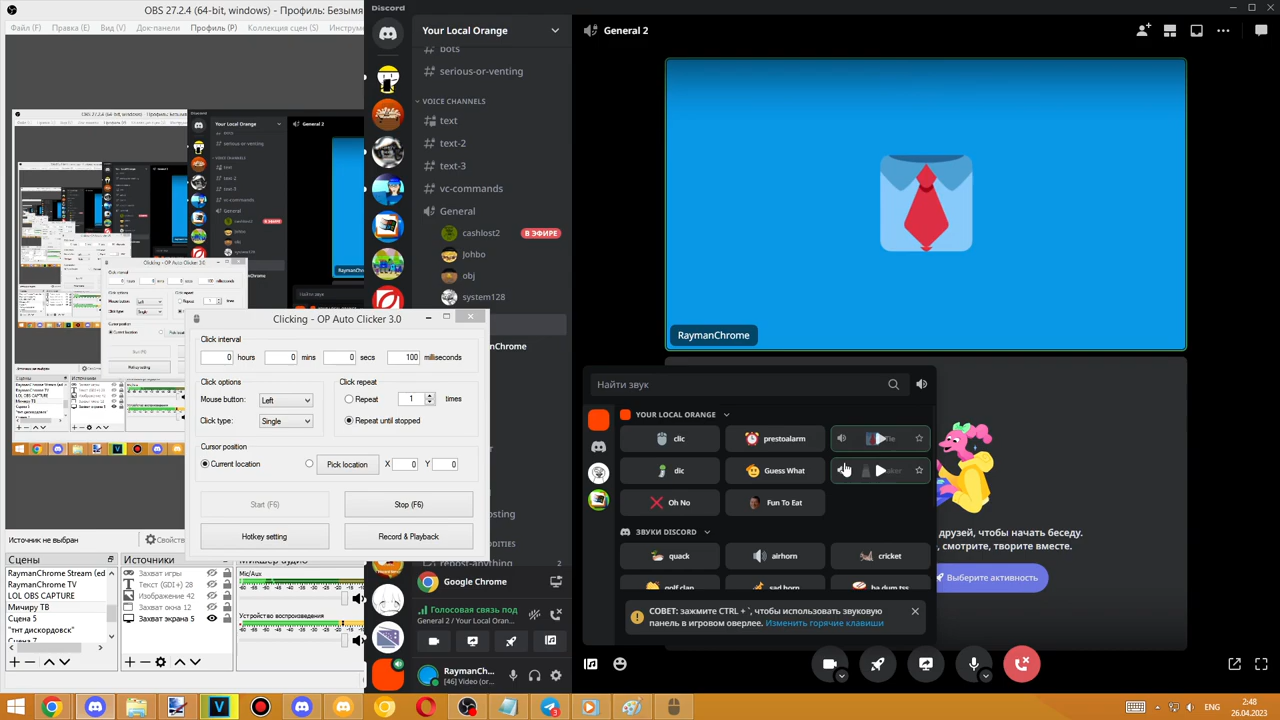 OBS 27.2.4 (64-bit, windows) - Профиль: Безымя
Файл (F)
Правка (E)
Вид (V)
Док-панели
Профиль (P)
Коллекция сцен (S)
Инструм
Источник не выбран
Свойств
Сцены
RaymanChrome Stream (ed
RaymanChrome TV
LOL OBS CAPTURE
Мичиру ТВ
Сцена 5
"тнт дискордовск"
Источники
Захват игры
Текст (GDI+) 28
Изображение 42
Захват окна 12
Захват экрана 5
Mic/Aux
Устройство воспроизведения
Clicking - OP Auto Clicker 3.0
Click interval
0 hours 0 mins 0 secs 100 milliseconds
Click options
Mouse button: Left
Click type: Single
Click repeat
Repeat 1 times
Repeat until stopped
Cursor position
Current location
Pick location X 0 Y 0
Start (F6)
Stop (F6)
Hotkey setting
Record & Playback
Discord
Your Local Orange
bots
serious-or-venting
VOICE CHANNELS
text
text-2
text-3
vc-commands
General
cashlost2 В ЭФИРЕ
Johbo
obj
system128
Google Chrome
Голосовая связь под
General 2 / Your Local Oran
RaymanC...
[46] Video (or...
General 2
RaymanChrome
Найти звук
YOUR LOCAL ORANGE
clic
prestoalarm
dic
Guess What
Oh No
Fun To Eat
ЗВУКИ DISCORD
quack
airhorn
cricket
golf clap
sad horn
ba dum tss
СОВЕТ: зажмите CTRL + `, чтобы использовать звуковую
панель в игровом оверлее. Изменить горячие клавиши
друзей, чтобы начать беседу.
, смотрите, творите вместе.
Выберите активность
ENG
2:48
26.04.2023